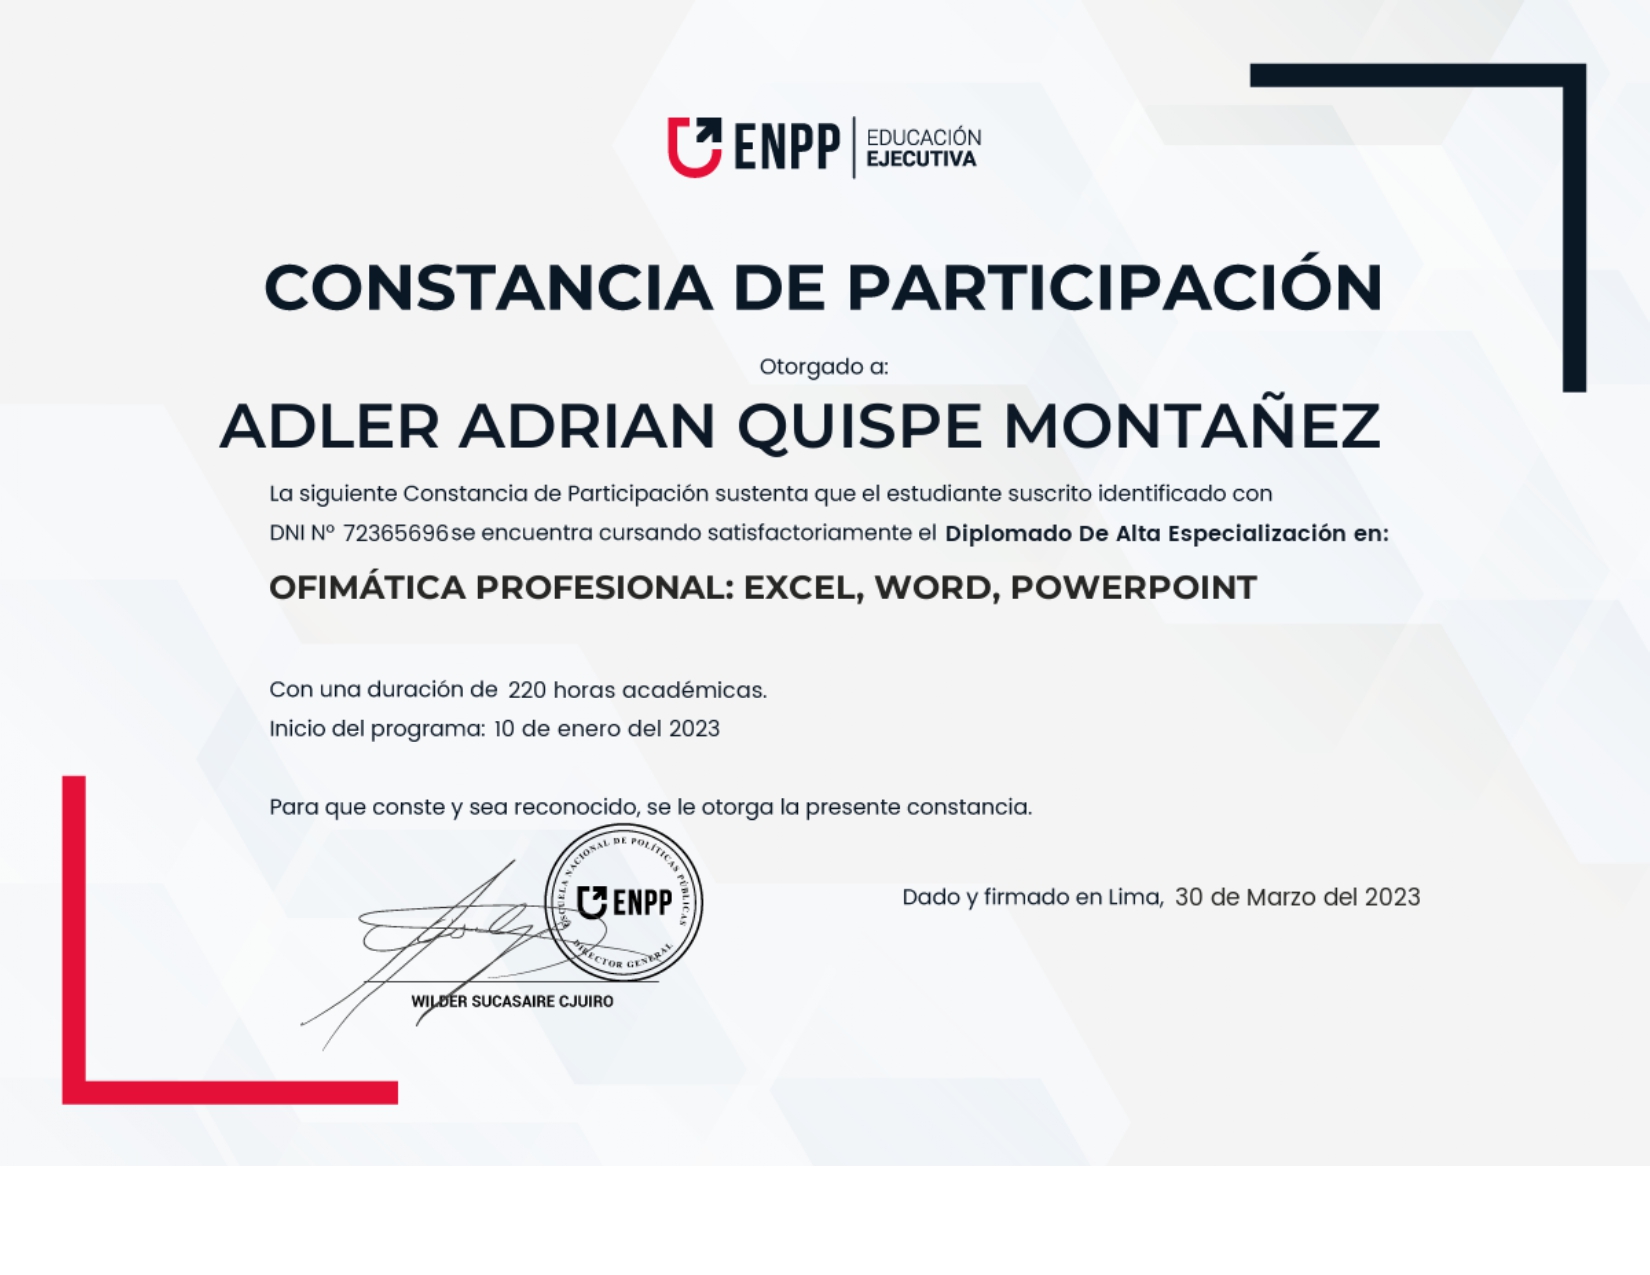 ENPP EDUCACIÓN
EJECUTIVA
CONSTANCIA DE PARTICIPACIÓN
Otorgado a:
ADLER ADRIAN QUISPE MONTAÑEZ
La siguiente Constancia de Participación sustenta que el estudiante suscrito identificado con
DNI Nº 72365696 se encuentra cursando satisfactoriamente el Diplomado De Alta Especialización en:
OFIMÁTICA PROFESIONAL: EXCEL, WORD, POWERPOINT
Con una duración de 220 horas académicas.
Inicio del programa: 10 de enero del 2023
Para que conste y sea reconocido, se le otorga la presente constancia.
ESCUELA NACIONAL DE POLÍTICAS PÚBLICAS
ENPP
DIRECTOR GENERAL
Dado y firmado en Lima, 30 de Marzo del 2023
WILDER SUCASAIRE CJUIRO